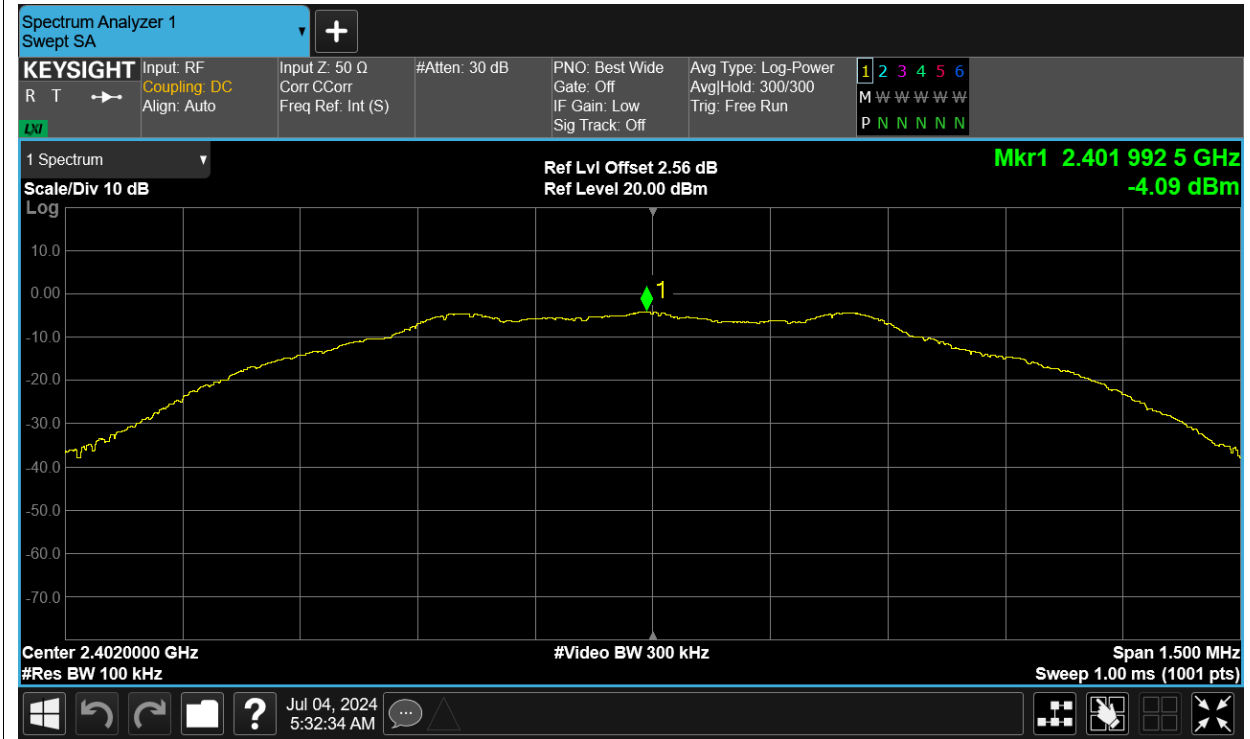 Spectrum Analyzer 1
Swept SA
KEYSIGHT
R T
LXI
Input: RF
Coupling: DC
Align: Auto
Input Z: 50 Ω
Corr CCorr
Freq Ref: Int (S)
#Atten: 30 dB
PNO: Best Wide
Gate: Off
IF Gain: Low
Sig Track: Off
Avg Type: Log-Power
Avg|Hold: 300/300
Trig: Free Run
1 2 3 4 5 6
M W W W W W W
P N N N N N N
1 Spectrum
Scale/Div 10 dB
Log
Ref Lvl Offset 2.56 dB
Ref Level 20.00 dBm
Mkr1 2.401 992 5 GHz
-4.09 dBm
10.0
0.00
-10.0
-20.0
-30.0
-40.0
-50.0
-60.0
-70.0
1
Center 2.4020000 GHz
#Res BW 100 kHz
#Video BW 300 kHz
Span 1.500 MHz
Sweep 1.00 ms (1001 pts)
?
Jul 04, 2024
5:32:34 AM